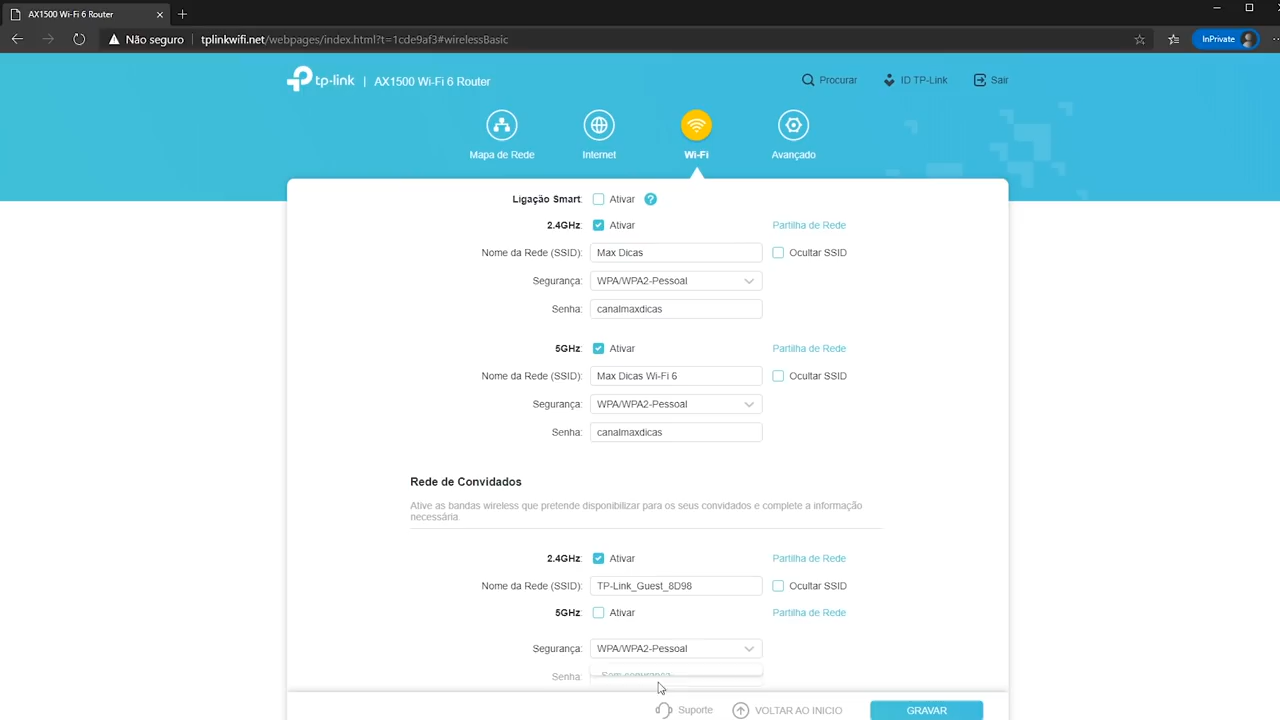 AX1500 Wi-Fi 6 Router
Não seguro
tplinkwifi.net/webpages/index.html?t=1cde9af3#wirelessBasic
InPrivate
tp-link | AX1500 Wi-Fi 6 Router
Procurar
ID TP-Link
Sair
Mapa de Rede
Internet
Wi-Fi
Avançado
Ligação Smart: Ativar ?
2.4GHz: Ativar Partilha de Rede
Nome da Rede (SSID): Max Dicas Ocultar SSID
Segurança: WPA/WPA2-Pessoal
Senha: canalmaxdicas
5GHz: Ativar Partilha de Rede
Nome da Rede (SSID): Max Dicas Wi-Fi 6 Ocultar SSID
Segurança: WPA/WPA2-Pessoal
Senha: canalmaxdicas
Rede de Convidados
Ative as bandas wireless que pretende disponibilizar para os seus convidados e complete a informação
necessária
2.4GHz: Ativar Partilha de Rede
Nome da Rede (SSID): TP-Link_Guest_8D98 Ocultar SSID
5GHz: Ativar Partilha de Rede
Segurança: WPA/WPA2-Pessoal
Sem segurança
Senha:
Suporte
VOLTAR AO INICIO
GRAVAR